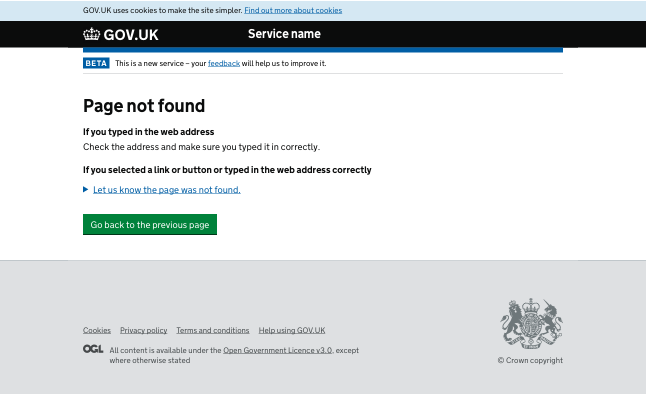 GOV.UK uses cookies to make the site simpler. Find out more about cookies
GOV.UK Service name
BETA This is a new service – your feedback will help us to improve it.
Page not found
If you typed in the web address
Check the address and make sure you typed it in correctly.
If you selected a link or button or typed in the web address correctly
Let us know the page was not found.
Go back to the previous page
Cookies Privacy policy Terms and conditions Help using GOV.UK
OGL All content is available under the Open Government Licence v3.0, except
where otherwise stated
© Crown copyright